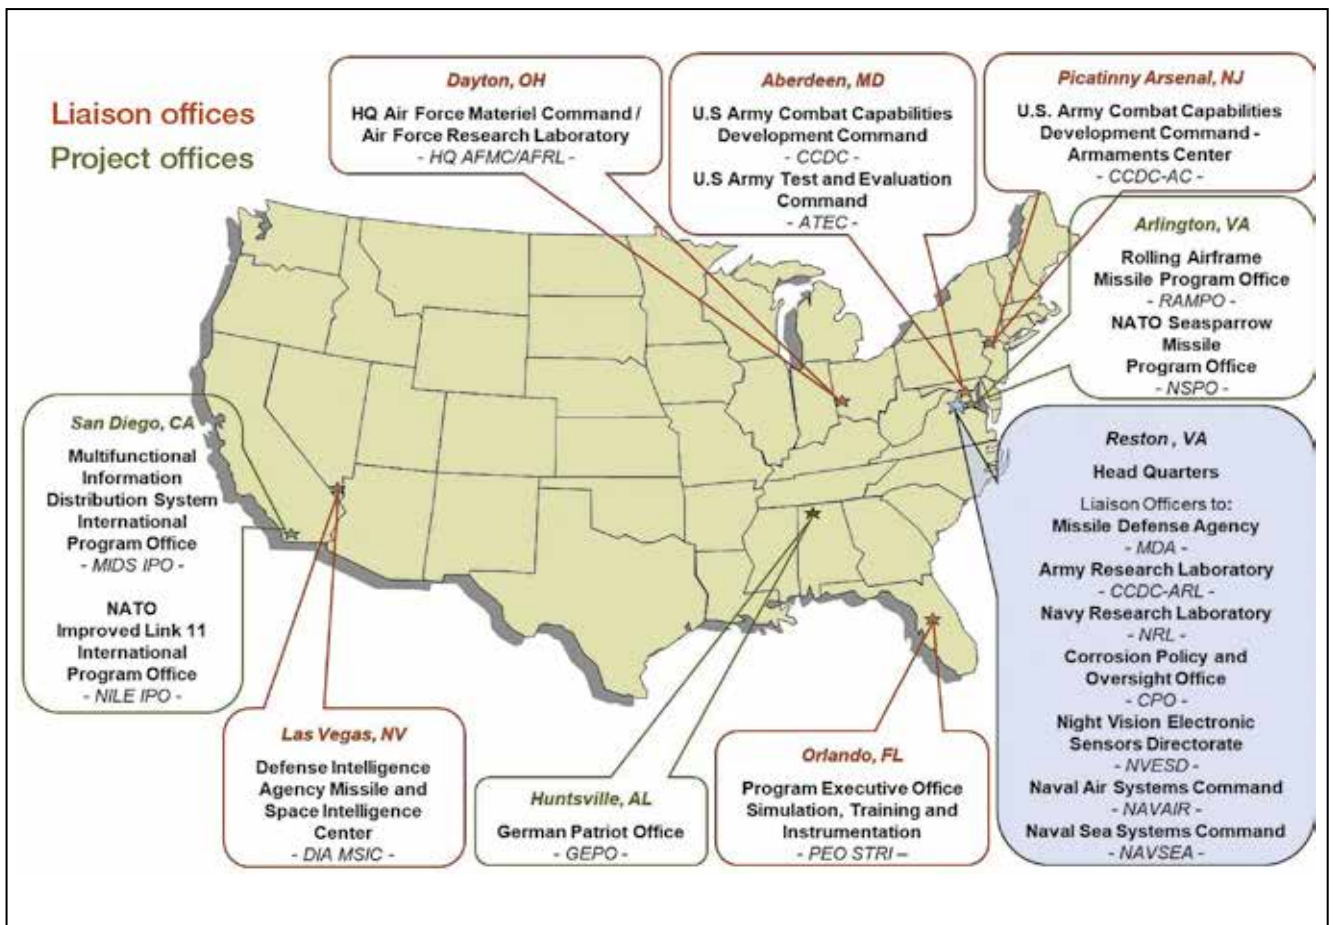 Liaison offices
Project offices
Dayton, OH
HQ Air Force Materiel Command /
Air Force Research Laboratory
- HQ AFMC/AFRL -
Aberdeen, MD
U.S Army Combat Capabilities
Development Command
- CCDC -
U.S Army Test and Evaluation
Command
- ATEC -
Picatinny Arsenal, NJ
U.S. Army Combat Capabilities
Development Command -
Armaments Center
- CCDC-AC -
Arlington, VA
Rolling Airframe
Missile Program Office
- RAMPO -
NATO Seasparrow
Missile
Program Office
- NSPO -
San Diego, CA
Multifunctional
Information
Distribution System
International
Program Office
- MIDS IPO -
NATO
Improved Link 11
International
Program Office
- NILE IPO -
Las Vegas, NV
Defense Intelligence
Agency Missile and
Space Intelligence
Center
- DIA MSIC -
Huntsville, AL
German Patriot Office
- GEPO -
Orlando, FL
Program Executive Office
Simulation, Training and
Instrumentation
- PEO STRI –
Reston , VA
Head Quarters
Liaison Officers to:
Missile Defense Agency
- MDA -
Army Research Laboratory
- CCDC-ARL -
Navy Research Laboratory
- NRL -
Corrosion Policy and
Oversight Office
- CPO -
Night Vision Electronic
Sensors Directorate
- NVESD -
Naval Air Systems Command
- NAVAIR -
Naval Sea Systems Command
- NAVSEA -